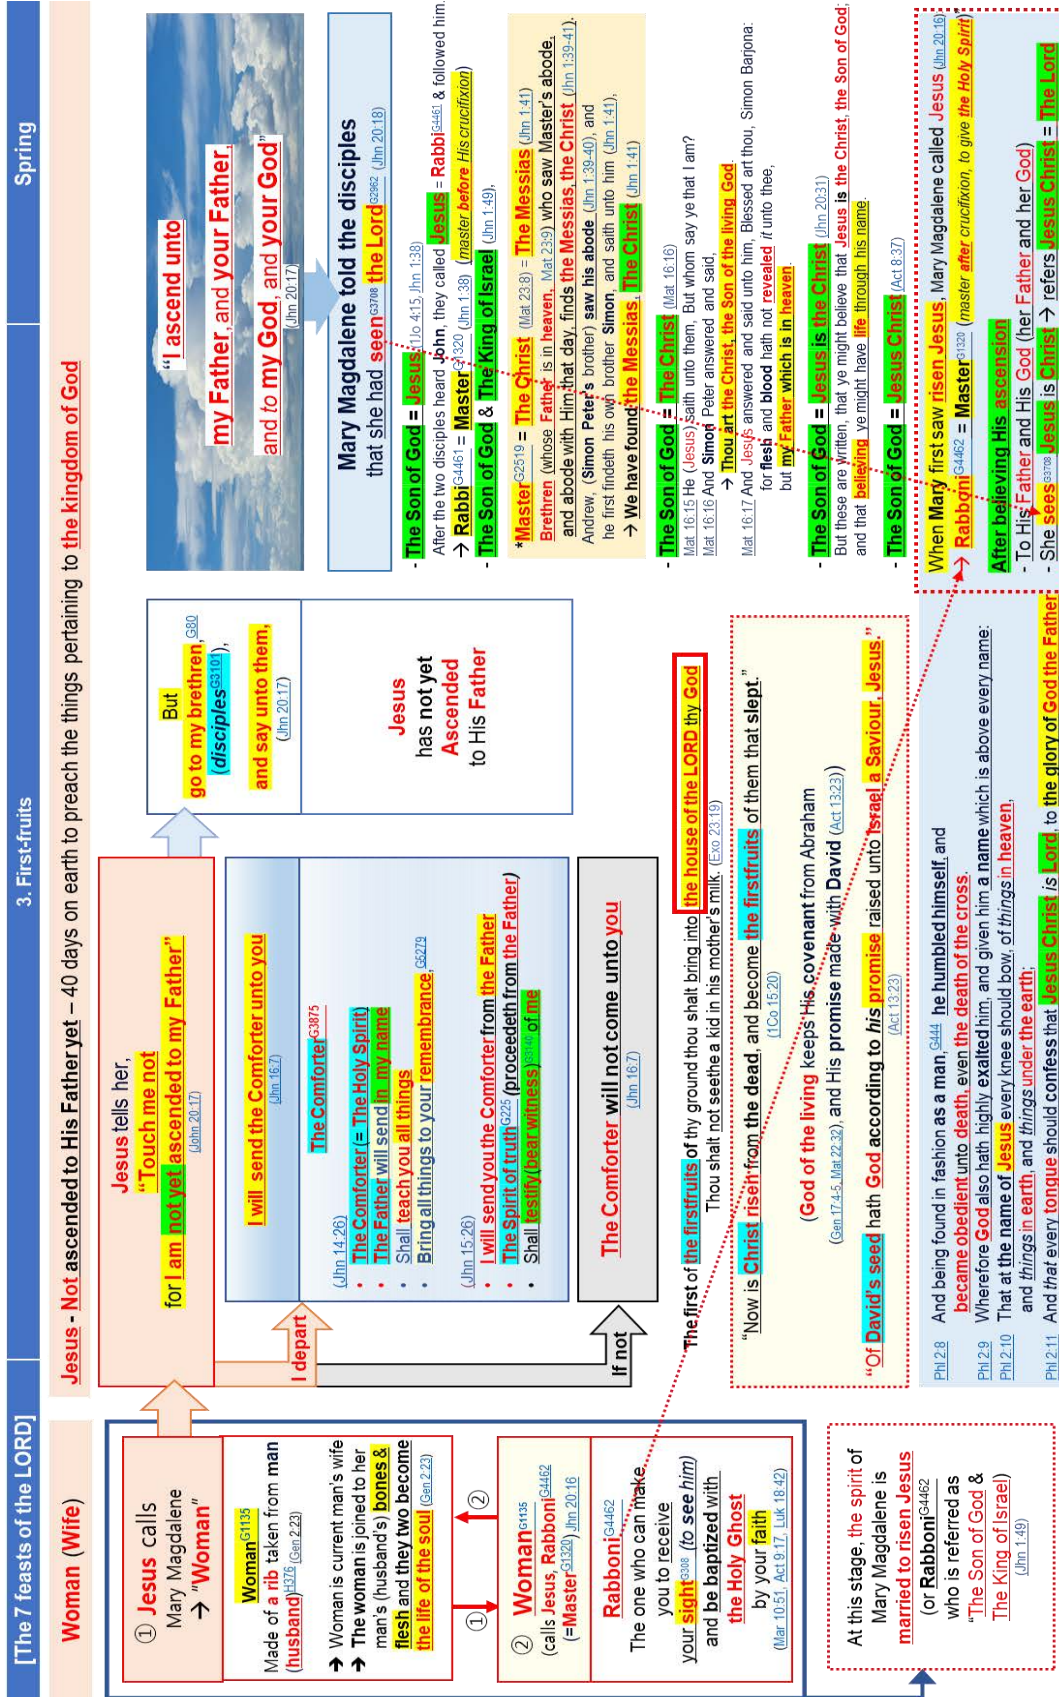 [The 7 feasts of the LORD]
3. First-fruits
Spring
Woman (Wife)
Jesus - Not ascended to His Father yet – 40 days on earth to preach the things pertaining to the kingdom of God
① Jesus calls
Mary Magdalene
→ "Woman"
Woman G1135
Made of a rib taken from man
(husband) H376 (Gen 2:23)
➔ Woman is current man's wife
➔ The woman is joined to her
man's (husband's) bones &
flesh and they two become
the life of the soul (Gen 2:23)
①
②
② Woman G1135
(calls Jesus, Rabboni G4462
(=Master G1320) Jhn 20:16
Rabboni G4462
The one who can make
you to receive
your sight G308 (to see him)
and be baptized with
the Holy Ghost
by your faith
(Mar 10:51, Act 9:17, Luk 18:42)
At this stage, the spirit of
Mary Magdalene is
married to risen Jesus
(or Rabboni G4462
who is referred as
"The Son of God &
The King of Israel)
(Jhn 1:49)
Jesus tells her,
"Touch me not
for I am not yet ascended to my Father"
(John 20:17)
I depart
If not
I will send the Comforter unto you
(Jhn 16:7)
The Comforter G3875
(Jhn 14:26)
• The Comforter (= The Holy Spirit)
• The Father will send in my name
• Shall teach you all things
• Bring all things to your remembrance, G5279
(Jhn 15:26)
• I will send you the Comforter from the Father
• The Spirit of truth G225 (proceedeth from the Father)
• Shall testify (bear witness) G3140 of me
The Comforter will not come unto you
(Jhn 16:7)
But
go to my brethren, G80
(disciples G3101),
and say unto them,
(Jhn 20:17)
Jesus
has not yet
Ascended
to His Father
The first of the firstfruits of thy ground thou shalt bring into the house of the LORD thy God
Thou shalt not seethe a kid in his mother's milk. (Exo 23:19)
"Now is Christ risen from the dead, and become the firstfruits of them that slept."
(1Co 15:20)
(God of the living keeps His covenant from Abraham
(Gen 17:4-5, Mat 22:32), and His promise made with David (Act 13:23))
"Of David's seed hath God according to his promise raised unto Israel a Saviour, Jesus."
(Act 13:23)
Phl 2:8 And being found in fashion as a man, G444 he humbled himself, and
became obedient unto death, even the death of the cross.
Phl 2:9 Wherefore God also hath highly exalted him, and given him a name which is above every name:
Phl 2:10 That at the name of Jesus every knee should bow, of things in heaven,
and things in earth, and things under the earth;
Phl 2:11 And that every tongue should confess that Jesus Christ is Lord, to the glory of God the Father
"I ascend unto
my Father, and your Father,
and to my God, and your God"
(Jhn 20:17)
Mary Magdalene told the disciples
that she had seen G3708 the Lord G2962 (Jhn 20:18)
- The Son of God = Jesus (1Jo 4:15, Jhn 1:38)
After the two disciples heard John, they called Jesus = Rabbi G4461 & followed him.
→ Rabbi G4461 = Master G1320 (Jhn 1:38) (master before His crucifixion)
- The Son of God & The King of Israel (Jhn 1:49),
*Master G2519 = The Christ (Mat 23:8) = The Messias (Jhn 1:41)
Brethren (whose Father is in heaven, Mat 23:9) who saw Master's abode,
and abode with Him that day, finds the Messias, the Christ (Jhn 1:39-41).
Andrew, (Simon Peter's brother) saw his abode (Jhn 1:39-40), and
he first findeth his own brother Simon, and saith unto him (Jhn 1:41),
→ We have found the Messias, The Christ (Jhn 1:41)
- The Son of God = The Christ (Mat 16:16)
Mat 16:15 He (Jesus) saith unto them, But whom say ye that I am?
Mat 16:16 And Simon Peter answered and said,
→ Thou art the Christ, the Son of the living God.
Mat 16:17 And Jesus answered and said unto him, Blessed art thou, Simon Barjona:
for flesh and blood hath not revealed it unto thee,
but my Father which is in heaven.
- The Son of God = Jesus is the Christ (Jhn 20:31)
But these are written, that ye might believe that Jesus is the Christ, the Son of God;
and that believing ye might have life through his name.
- The Son of God = Jesus Christ (Act 8:37)
When Mary first saw risen Jesus, Mary Magdalene called Jesus (Jhn 20:16)
→ Rabboni G4462 = Master G1320 (master after crucifixion, to give the Holy Spirit)"
After believing His ascension
- To His Father and His God (her Father and her God)
- She sees G3708 Jesus is Christ → refers Jesus Christ = The Lord